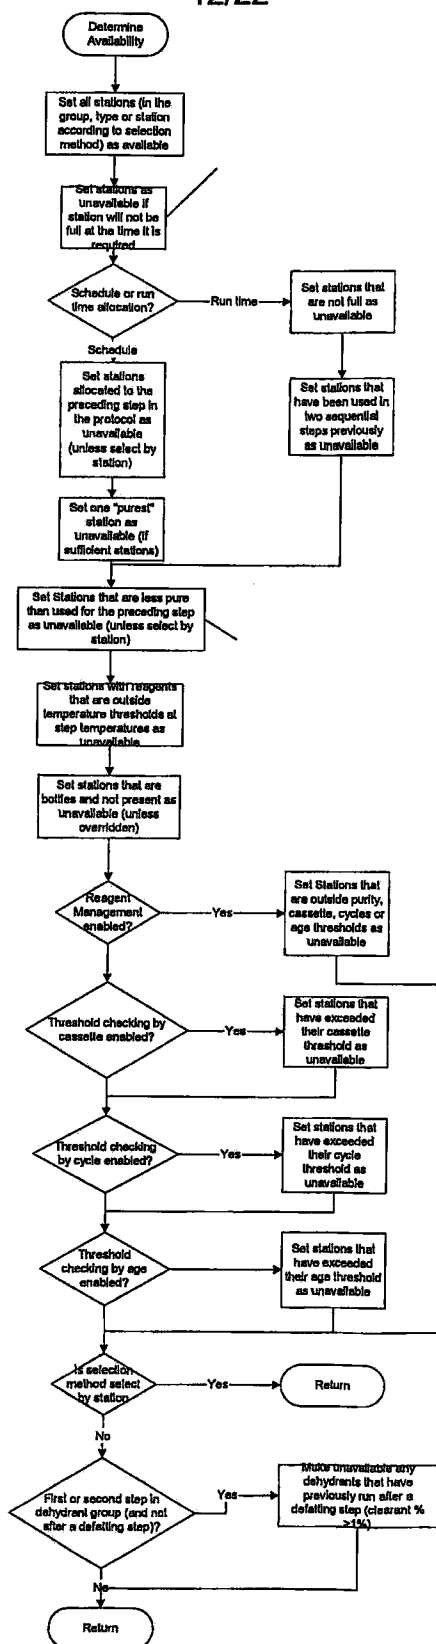 Determine
Availability
Set all stations (in the
group, type or station
according to selection
method) as available
Set stations as
unavailable if
station will not be
full at the time it is
required
Schedule or run
time allocation?
Run time
Set stations that
are not full as
unavailable
Schedule
Set stations
allocated to the
preceding step in
the protocol as
unavailable
(unless select by
station)
Set stations that
have been used in
two sequential
steps previously
as unavailable
Set one "purest"
station as
unavailable (if
sufficient stations)
Set Stations that are less pure
than used for the preceding step
as unavailable (unless select by
station)
Set stations with reagents
that are outside
temperature thresholds at
step temperatures as
unavailable
Set stations that are
bottles and not present as
unavailable (unless
overridden)
Reagent
Management
enabled?
Yes
Set Stations that
are outside purity,
cassette, cycles or
age thresholds as
unavailable
Threshold checking by
cassette enabled?
Yes
Set stations that
have exceeded
their cassette
threshold as
unavailable
Threshold checking
by cycle enabled?
Yes
Set stations that
have exceeded
their cycle
threshold as
unavailable
Threshold
checking by age
enabled?
Set stations that
have exceeded
their age threshold
as unavailable
Is selection
method select
by station
Yes
Return
No
First or second step in
dehydrant group (and not
after a defatting step)?
Yes
Make unavailable any
dehydrants that have
previously run after a
defatting step (clearant %
>1%)
No
Return